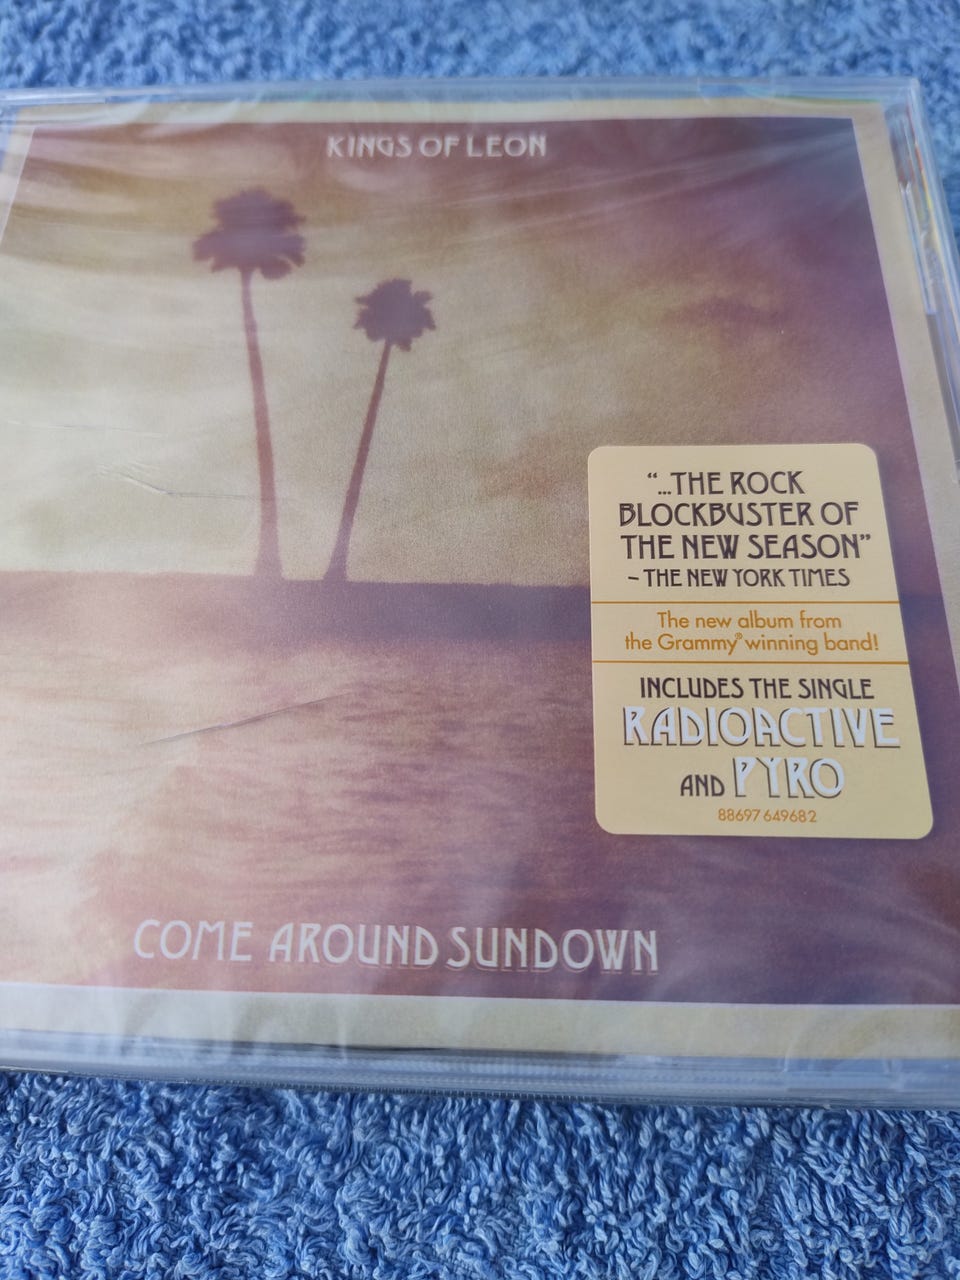 KINGS OF LEON
“...THE ROCK
BLOCKBUSTER OF
THE NEW SEASON”
– THE NEW YORK TIMES
The new album from
the Grammy® winning band!
INCLUDES THE SINGLE
RADIOACTIVE
AND PYRO
88697 649682
COME AROUND SUNDOWN